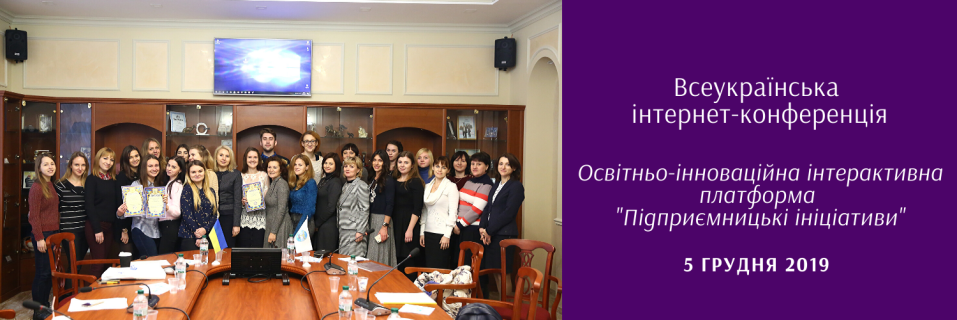 Всеукраїнська
інтернет-конференція
Освітньо-інноваційна інтерактивна
платформа
"Підприємницькі ініціативи"
5 ГРУДНЯ 2019